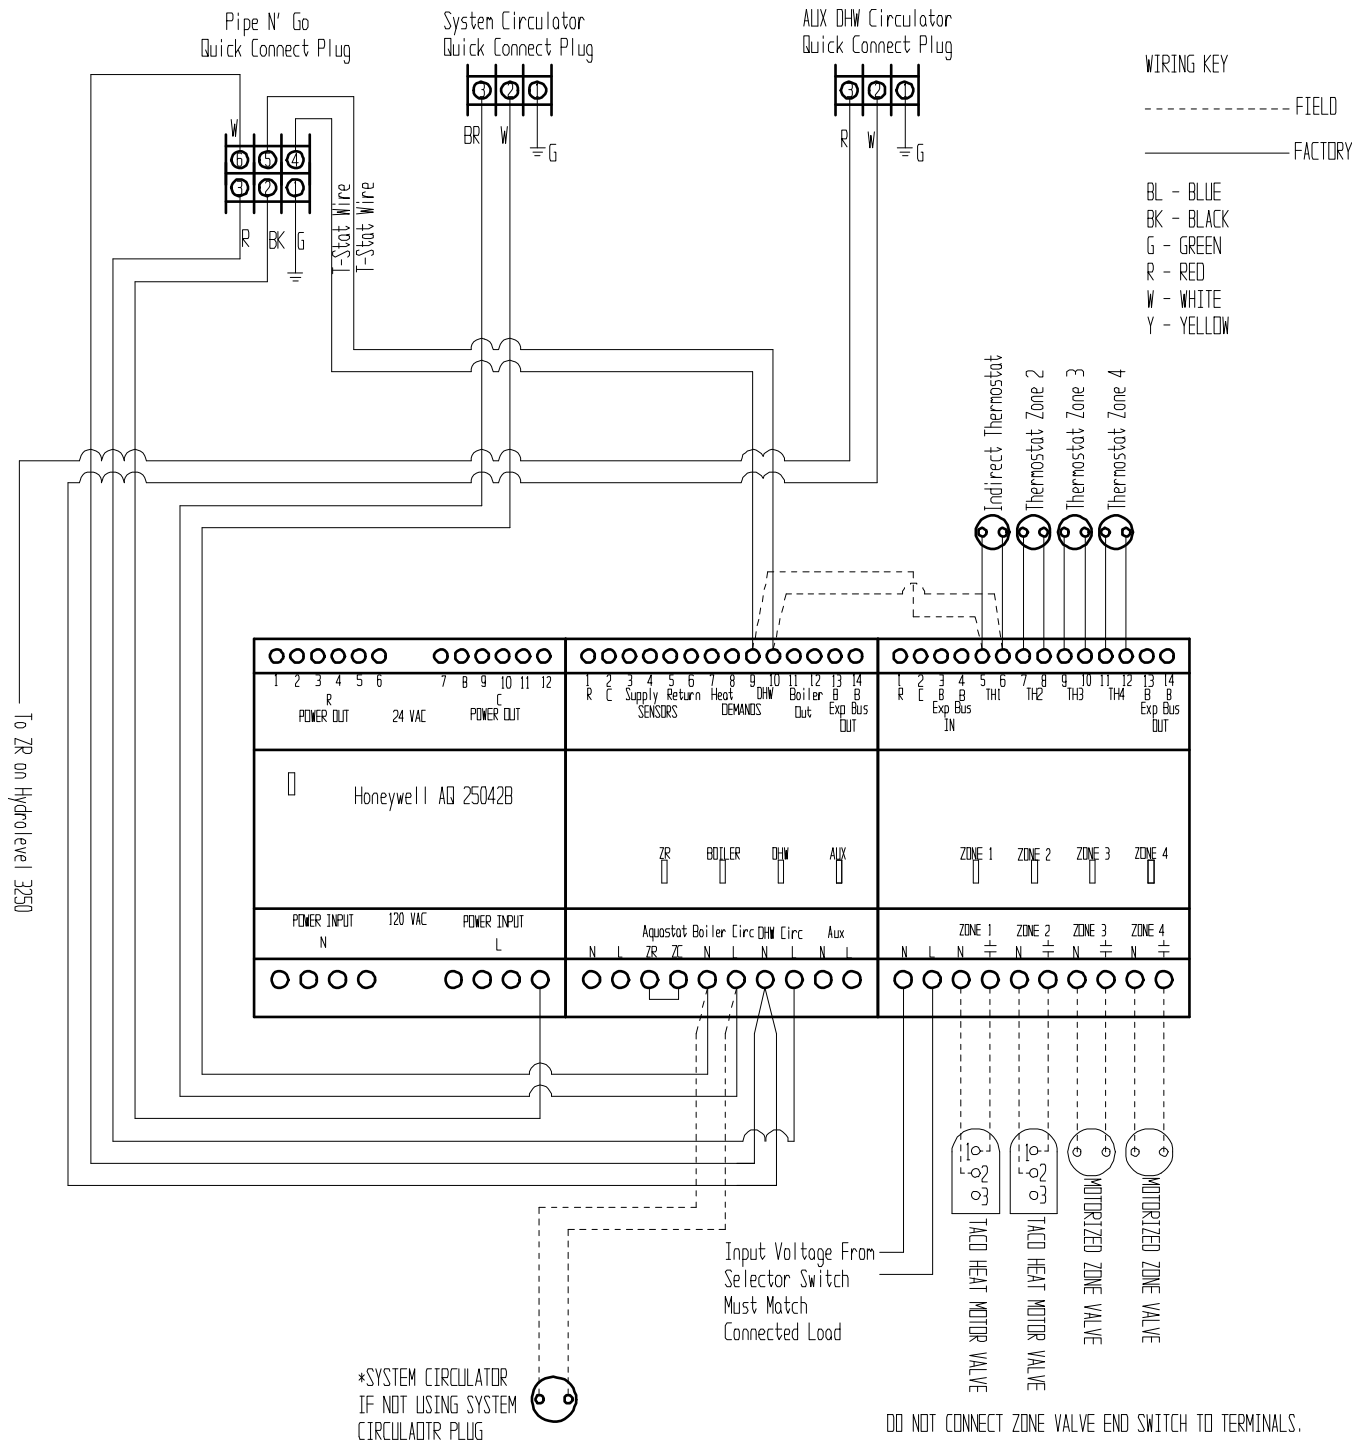 Pipe N' Go
Quick Connect Plug
System Circulator
Quick Connect Plug
AUX DHW Circulator
Quick Connect Plug
WIRING KEY
FIELD
FACTORY
BL - BLUE
BK - BLACK
G - GREEN
R - RED
W - WHITE
Y - YELLOW
W
6 5 4
3 2 1
R BK G
T-Stat Wire
T-Stat Wire
3 2 1
BR W G
3 2 1
R W G
Indirect Thermostat
Thermostat Zone 2
Thermostat Zone 3
Thermostat Zone 4
To ZR on Hydrolevel 3250
1 2 3 4 5 6
R
POWER OUT
24 VAC
7 8 9 10 11 12
C
POWER OUT
1 2 3 4 5 6 7 8 9 10 11 12 13 14
R C Supply Return Heat DHW Boiler B B
SENSORS DEMANDS Out Exp Bus
OUT
1 2 3 4 5 6 7 8 9 10 11 12 13 14
R C B B TH1 TH2 TH3 TH4 B B
Exp Bus
IN
Exp Bus
OUT
Honeywell AQ 25042B
ZR BOILER DHW AUX
ZONE 1 ZONE 2 ZONE 3 ZONE 4
POWER INPUT
N
120 VAC
POWER INPUT
L
Aquastat Boiler Circ DHW Circ Aux
N L ZR ZC N L N L N L
ZONE 1 ZONE 2 ZONE 3 ZONE 4
N L N N N N
1
2
3
1
2
3
TACO HEAT MOTOR VALVE
TACO HEAT MOTOR VALVE
MOTORIZED ZONE VALVE
MOTORIZED ZONE VALVE
Input Voltage From
Selector Switch
Must Match
Connected Load
*SYSTEM CIRCULATOR
IF NOT USING SYSTEM
CIRCULAOTR PLUG
DO NOT CONNECT ZONE VALVE END SWITCH TO TERMINALS.